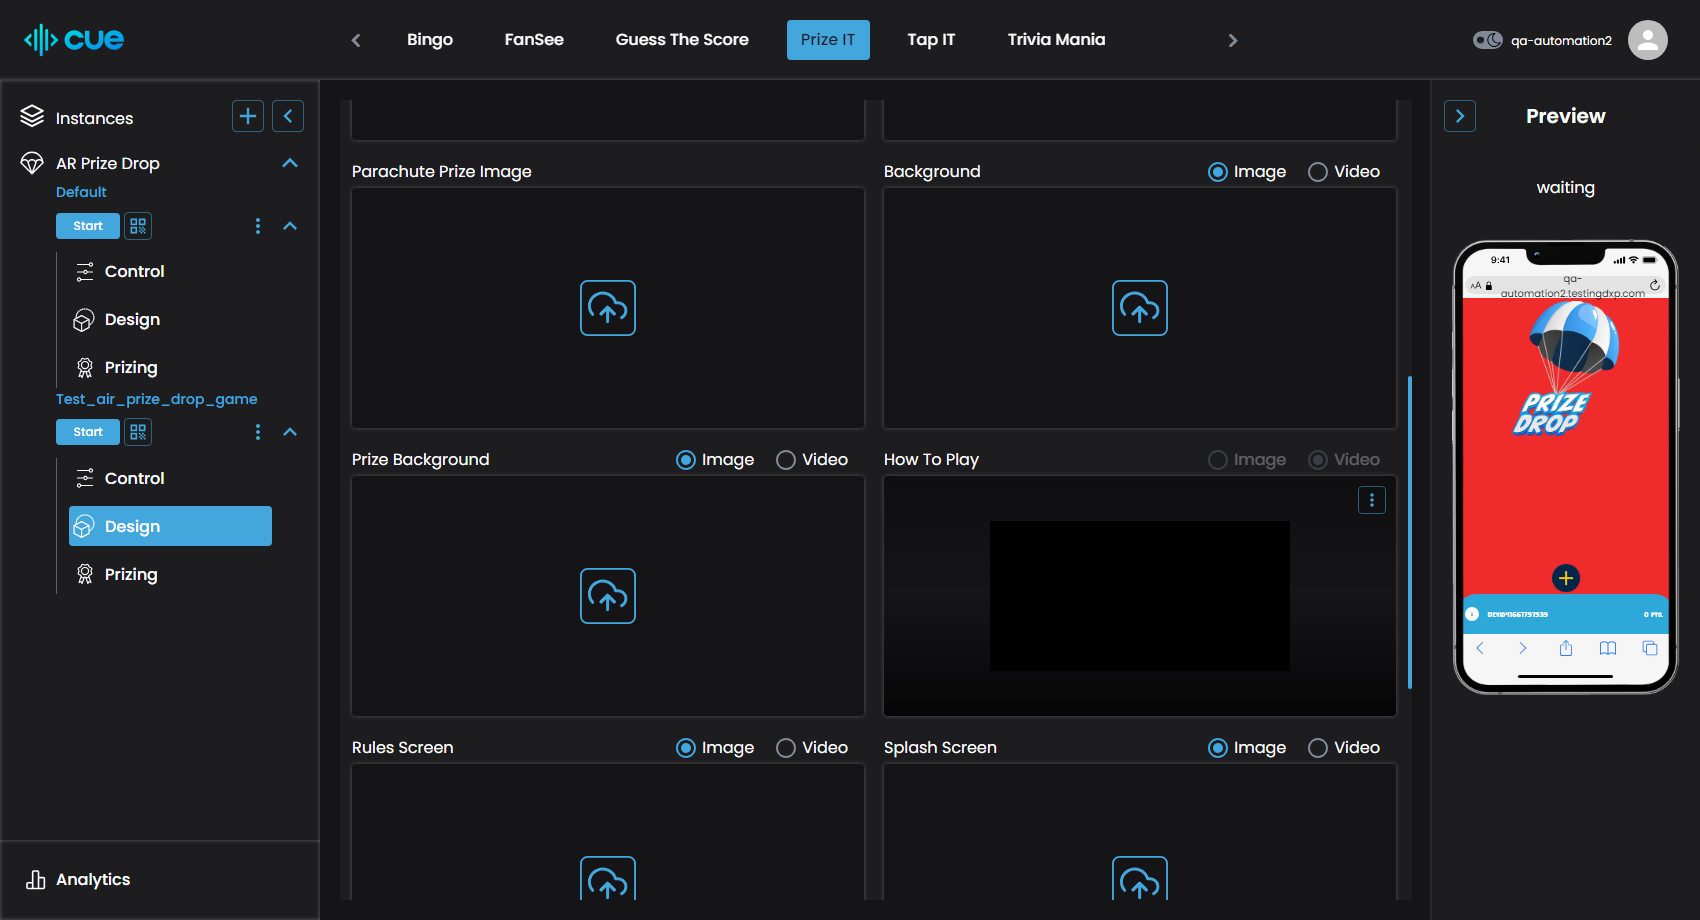 cue
Bingo
FanSee
Guess The Score
Prize IT
Tap IT
Trivia Mania
qa-automation2
Instances
AR Prize Drop
Default
Start
Control
Design
Prizing
Test_air_prize_drop_game
Start
Control
Design
Prizing
Analytics
Parachute Prize Image
Background
Image
Video
Prize Background
Image
Video
How To Play
Image
Video
Rules Screen
Image
Video
Splash Screen
Image
Video
Preview
waiting
9:41
AA
qa-
automation2.testingdxp.com
PRIZE
DROP
0 PTS.